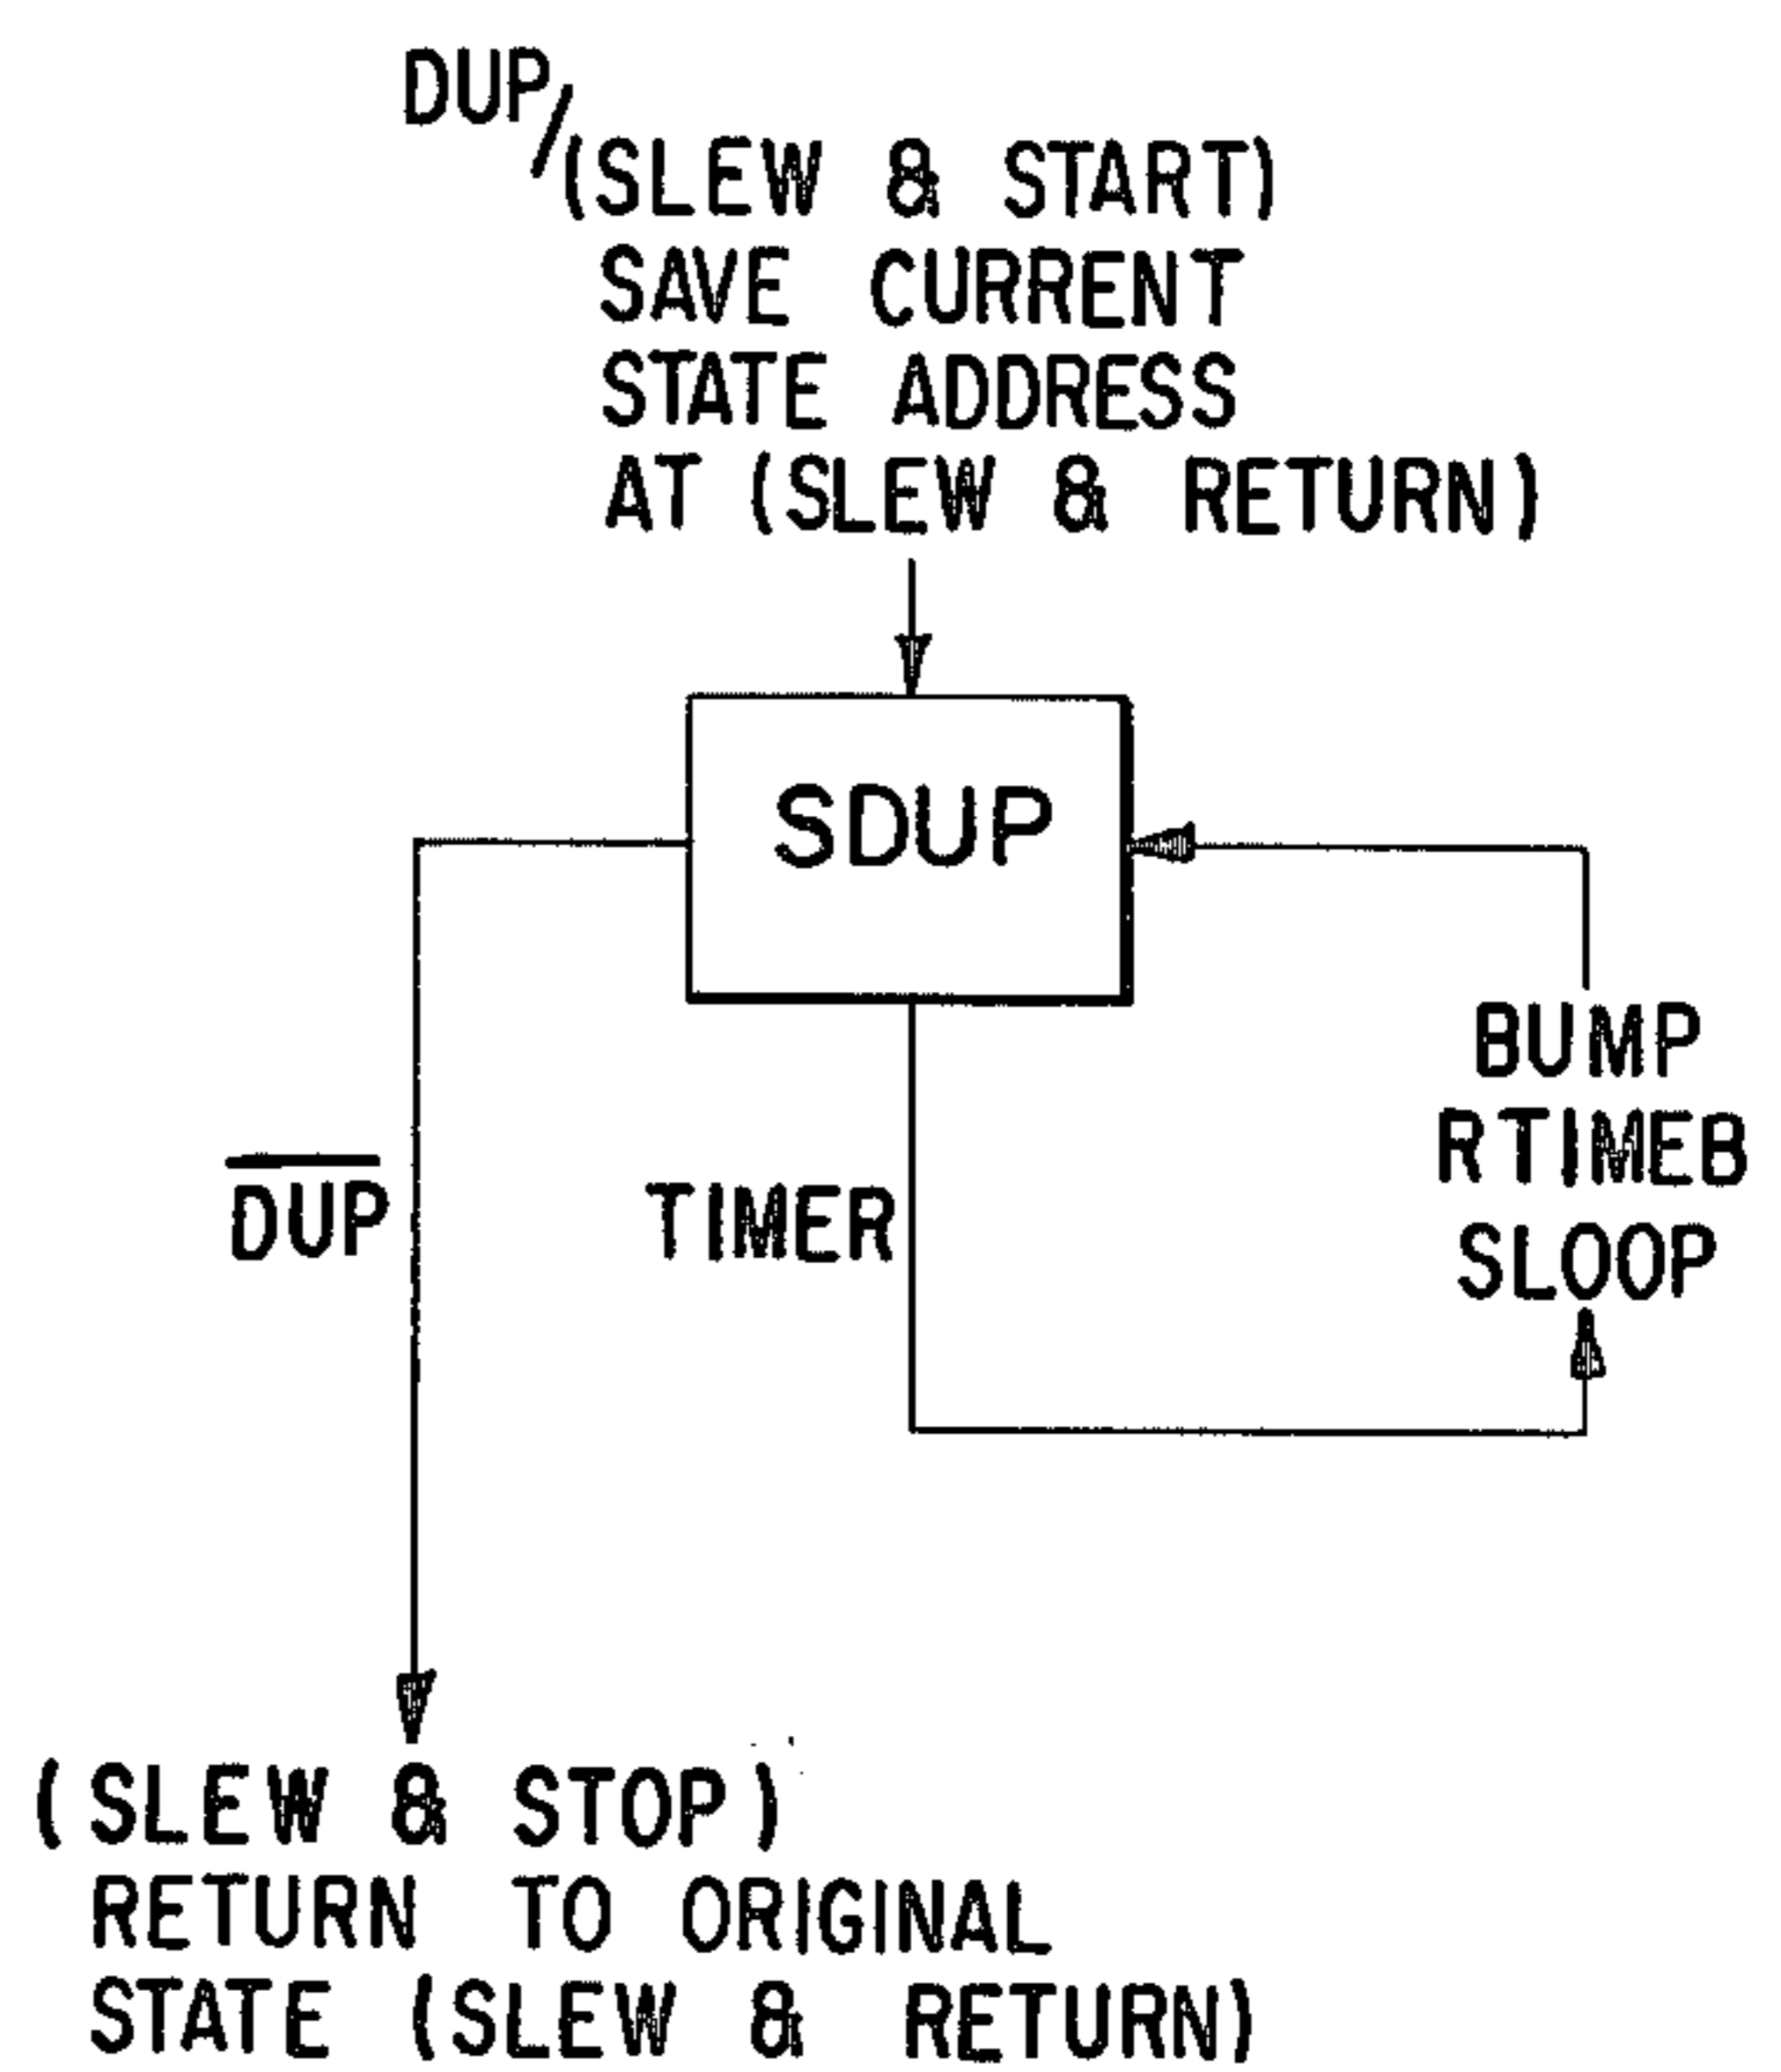 DUP/(SLEW & START)
SAVE CURRENT
STATE ADDRESS
AT (SLEW & RETURN)
SDUP
BUMP
RTIMEB
SLOOP
DUP
TIMER
(SLEW & STOP)
RETURN TO ORIGINAL
STATE (SLEW & RETURN)